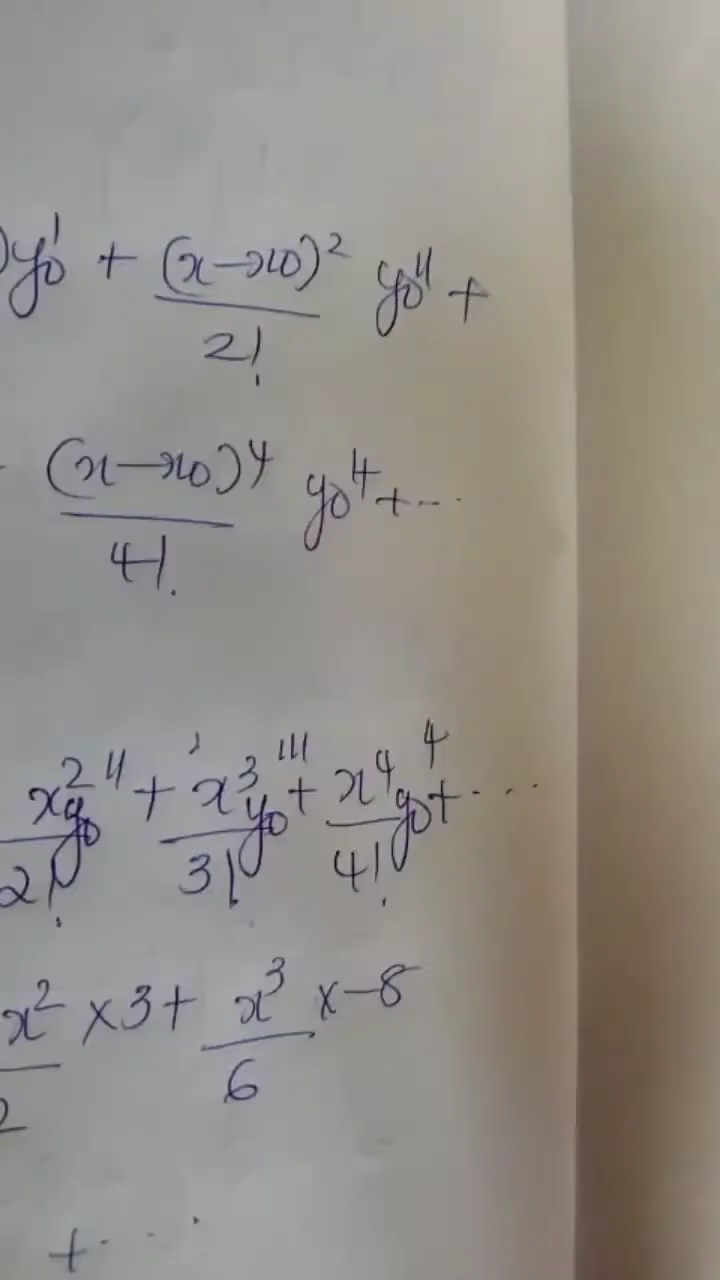 )y₀' + (x-x₀)²/2! y₀'' +
(x-x₀)⁴/4! y₀⁴ + ...
x²/2! y₀'' + x³/3! y₀''' + x⁴/4! y₀⁴ + ...
x²/2 ×3 + x³/6 ×-8
+ ...